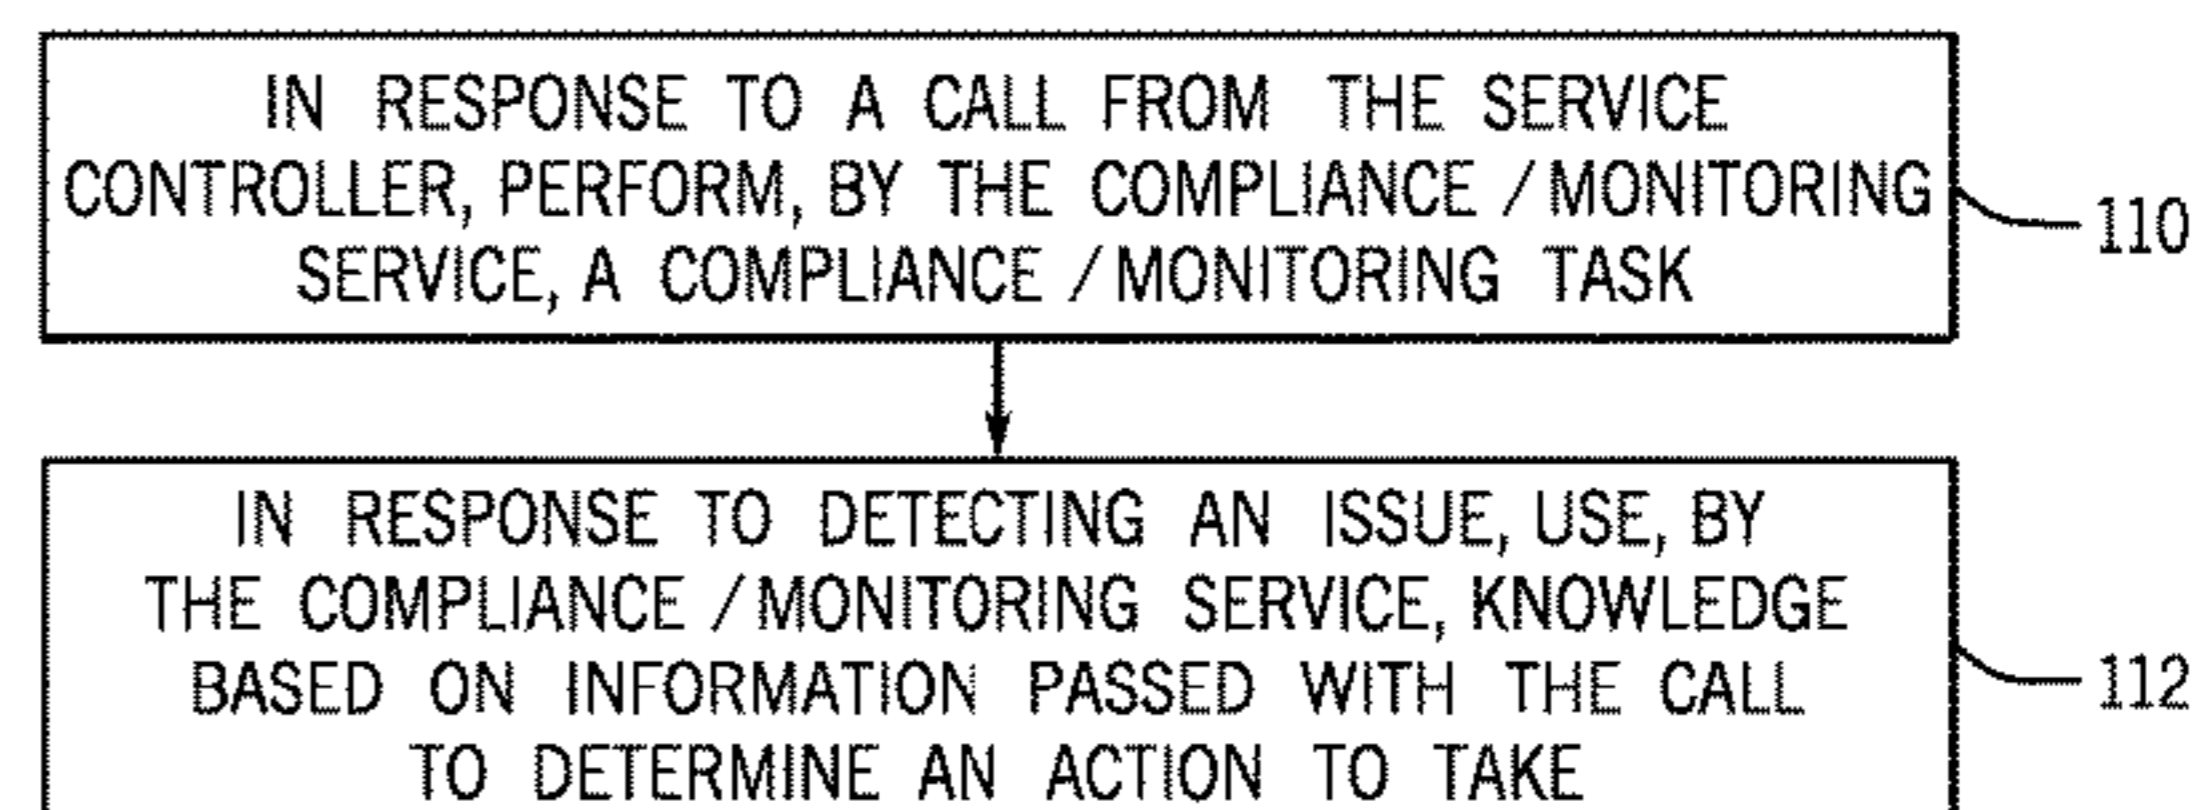 IN RESPONSE TO A CALL FROM THE SERVICE
CONTROLLER, PERFORM, BY THE COMPLIANCE / MONITORING
SERVICE, A COMPLIANCE / MONITORING TASK
110
IN RESPONSE TO DETECTING AN ISSUE, USE, BY
THE COMPLIANCE / MONITORING SERVICE, KNOWLEDGE
BASED ON INFORMATION PASSED WITH THE CALL
TO DETERMINE AN ACTION TO TAKE
112